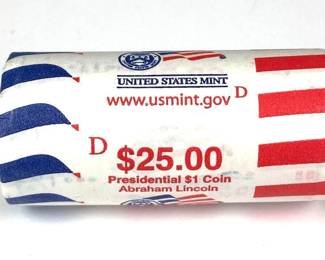 UNITED STATES MINT
www.usmint.gov D
D $25.00
Presidential $1 Coin
Abraham Lincoln